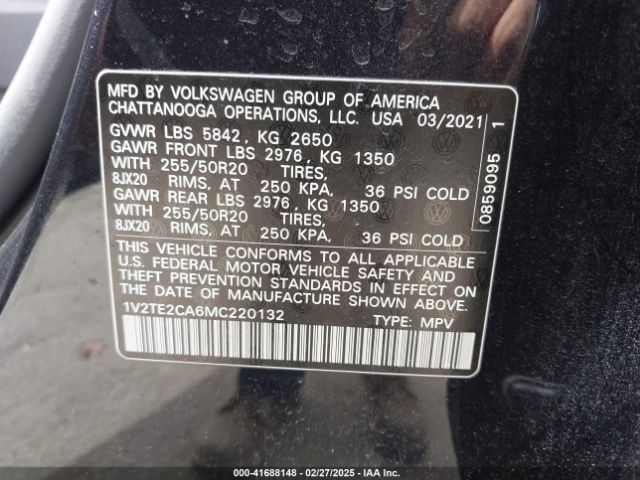 MFD BY VOLKSWAGEN GROUP OF AMERICA
CHATTANOOGA OPERATIONS, LLC. USA 03/2021
GVWR LBS 5842, KG 2650
GAWR FRONT LBS 2976, KG 1350
WITH 255/50R20 TIRES,
8JX20 RIMS, AT 250 KPA, 36 PSI COLD
GAWR REAR LBS 2976, KG 1350
WITH 255/50R20 TIRES,
8JX20 RIMS, AT 250 KPA, 36 PSI COLD
THIS VEHICLE CONFORMS TO ALL APPLICABLE
U.S. FEDERAL MOTOR VEHICLE SAFETY AND
THEFT PREVENTION STANDARDS IN EFFECT ON
THE DATE OF MANUFACTURE SHOWN ABOVE.
1V2TE2CA6MC220132 TYPE: MPV
0859095 1
000-41688148 - 02/27/2025 - IAA Inc.